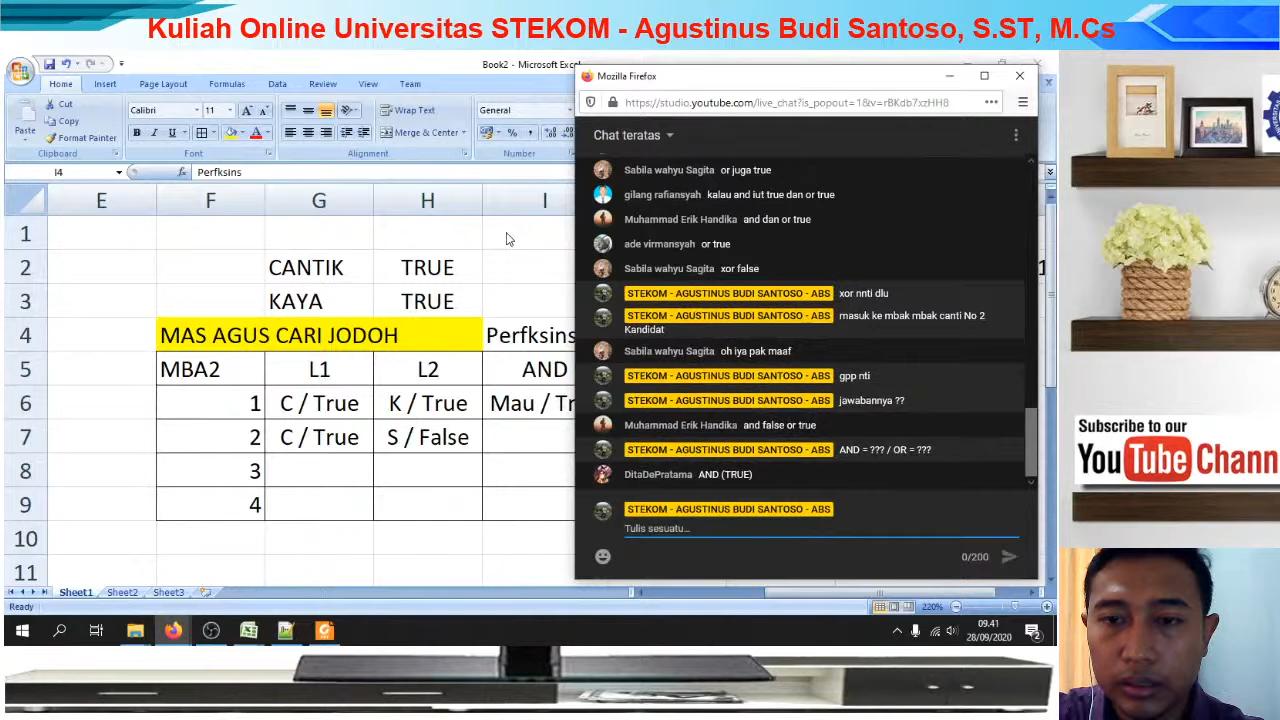 Kuliah Online Universitas STEKOM - Agustinus Budi Santoso, S.ST, M.Cs
Book2 - Microsoft Excel
Home Insert Page Layout Formulas Data Review View Team
Cut
Copy
Format Painter
Paste
Clipboard
Calibri 11
B I U
Font
Wrap Text
Merge & Center
Alignment
General
Number
I4 Perfksins
E F G H I
1
2 CANTIK TRUE
3 KAYA TRUE
4 MAS AGUS CARI JODOH Perfksins
5 MBA2 L1 L2 AND
6 1 C / True K / True Mau / Tr
7 2 C / True S / False
8 3
9 4
10
11
Sheet1 Sheet2 Sheet3
Ready
220%
Mozilla Firefox
https://studio.youtube.com/live_chat?is_popout=1&v=rBKdb7xzHH8
Chat teratas
Sabila wahyu Sagita or juga true
gilang rafiansyah kalau and iut true dan or true
Muhammad Erik Handika and dan or true
ade virmansyah or true
Sabila wahyu Sagita xor false
STEKOM - AGUSTINUS BUDI SANTOSO - ABS xor nnti dlu
STEKOM - AGUSTINUS BUDI SANTOSO - ABS masuk ke mbak mbak canti No 2
Kandidat
Sabila wahyu Sagita oh iya pak maaf
STEKOM - AGUSTINUS BUDI SANTOSO - ABS gpp nti
STEKOM - AGUSTINUS BUDI SANTOSO - ABS jawabannya ??
Muhammad Erik Handika and false or true
STEKOM - AGUSTINUS BUDI SANTOSO - ABS AND = ??? / OR = ???
DitaDePratama AND (TRUE)
STEKOM - AGUSTINUS BUDI SANTOSO - ABS
Tulis sesuatu...
0/200
09.41
28/09/2020
Subscribe to our
YouTube Chann